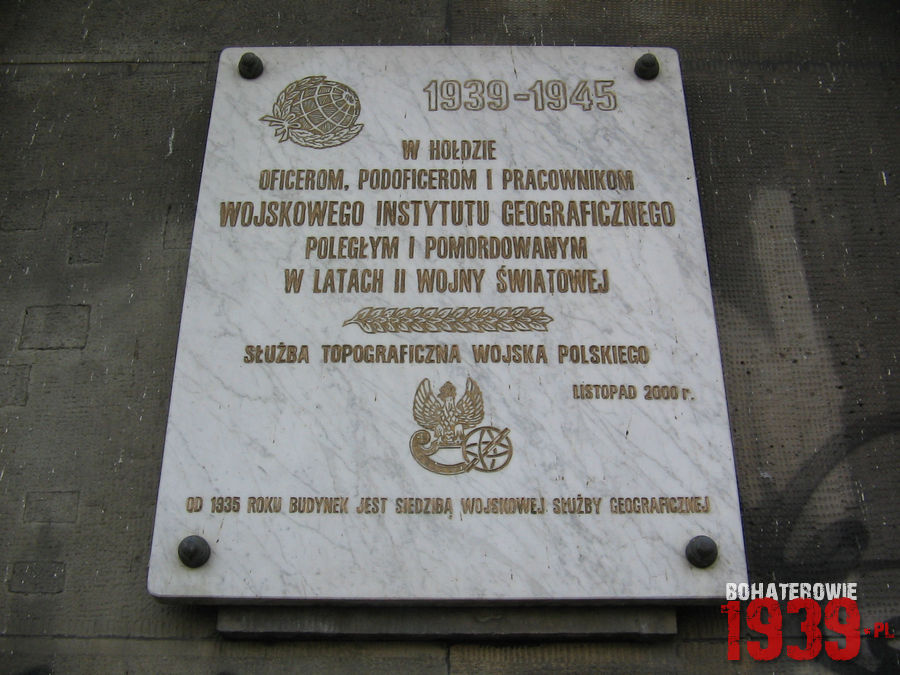 1939-1945
W HOŁDZIE
OFICEROM, PODOFICEROM I PRACOWNIKOM
WOJSKOWEGO INSTYTUTU GEOGRAFICZNEGO
POLEGŁYM I POMORDOWANYM
W LATACH II WOJNY ŚWIATOWEJ
SŁUŻBA TOPOGRAFICZNA WOJSKA POLSKIEGO
LISTOPAD 2000 r.
OD 1935 ROKU BUDYNEK JEST SIEDZIBĄ WOJSKOWEJ SŁUŻBY GEOGRAFICZNEJ
BOHATEROWIE
1939.PL